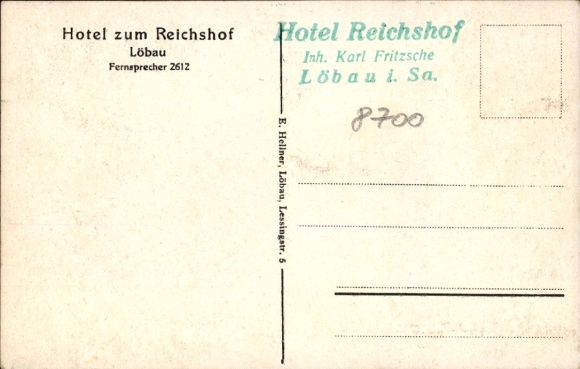 Hotel zum Reichshof
Löbau
Fernsprecher 2612
Hotel Reichshof
Inh. Karl Fritzsche
Löbau i. Sa.
8700
E. Hellner, Löbau, Lessingstr. 5